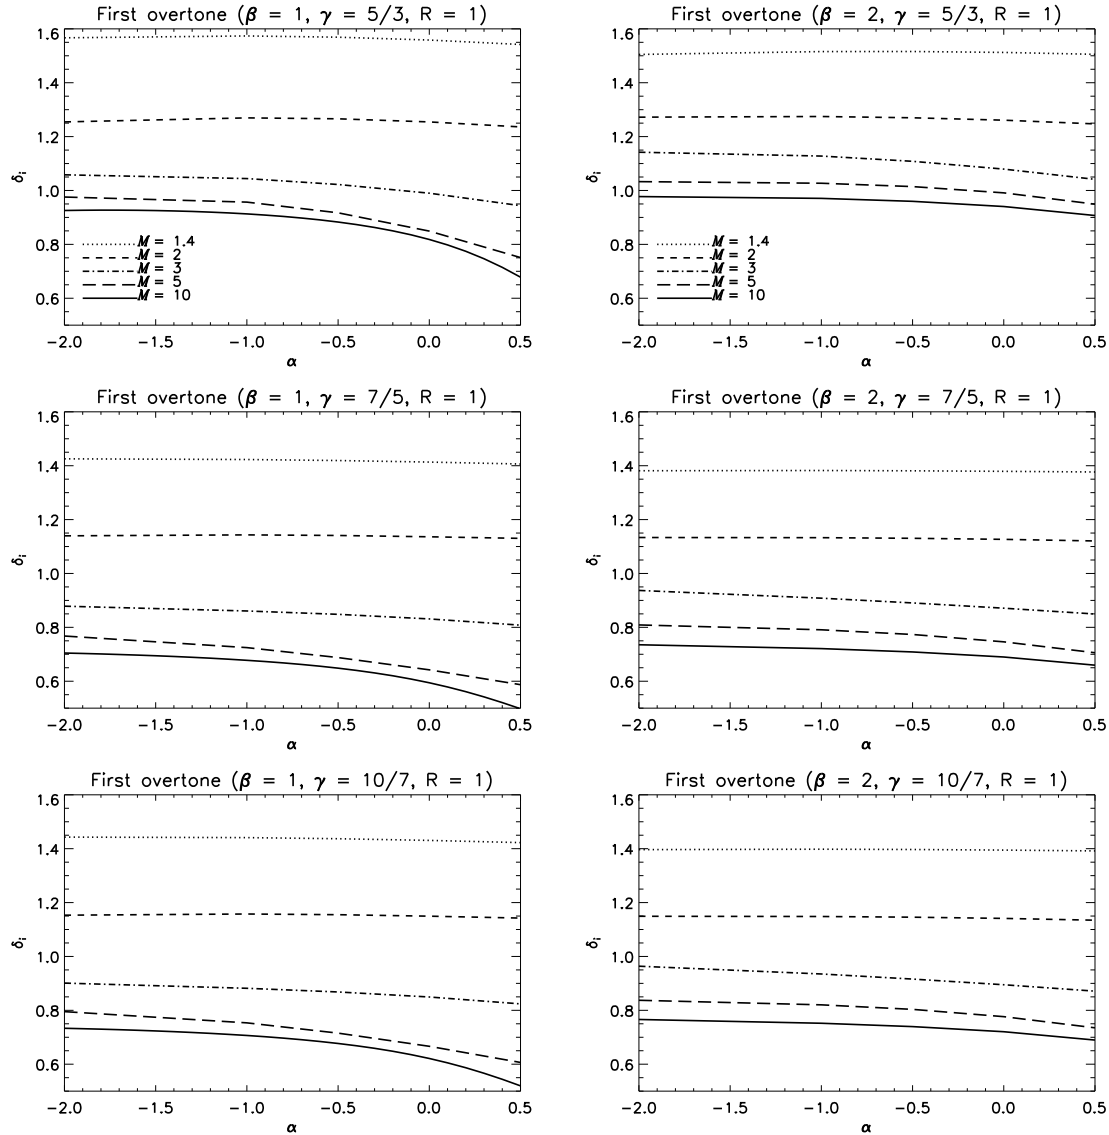 First overtone (β = 1, γ = 5/3, R = 1)
1.6
1.4
1.2
1.0
0.8
0.6
δi
M = 1.4
M = 2
M = 3
M = 5
M = 10
−2.0 −1.5 −1.0 −0.5 0.0 0.5
α
First overtone (β = 2, γ = 5/3, R = 1)
1.6
1.4
1.2
1.0
0.8
0.6
δi
M = 1.4
M = 2
M = 3
M = 5
M = 10
−2.0 −1.5 −1.0 −0.5 0.0 0.5
α
First overtone (β = 1, γ = 7/5, R = 1)
1.6
1.4
1.2
1.0
0.8
0.6
δi
−2.0 −1.5 −1.0 −0.5 0.0 0.5
α
First overtone (β = 2, γ = 7/5, R = 1)
1.6
1.4
1.2
1.0
0.8
0.6
δi
−2.0 −1.5 −1.0 −0.5 0.0 0.5
α
First overtone (β = 1, γ = 10/7, R = 1)
1.6
1.4
1.2
1.0
0.8
0.6
δi
−2.0 −1.5 −1.0 −0.5 0.0 0.5
α
First overtone (β = 2, γ = 10/7, R = 1)
1.6
1.4
1.2
1.0
0.8
0.6
δi
−2.0 −1.5 −1.0 −0.5 0.0 0.5
α